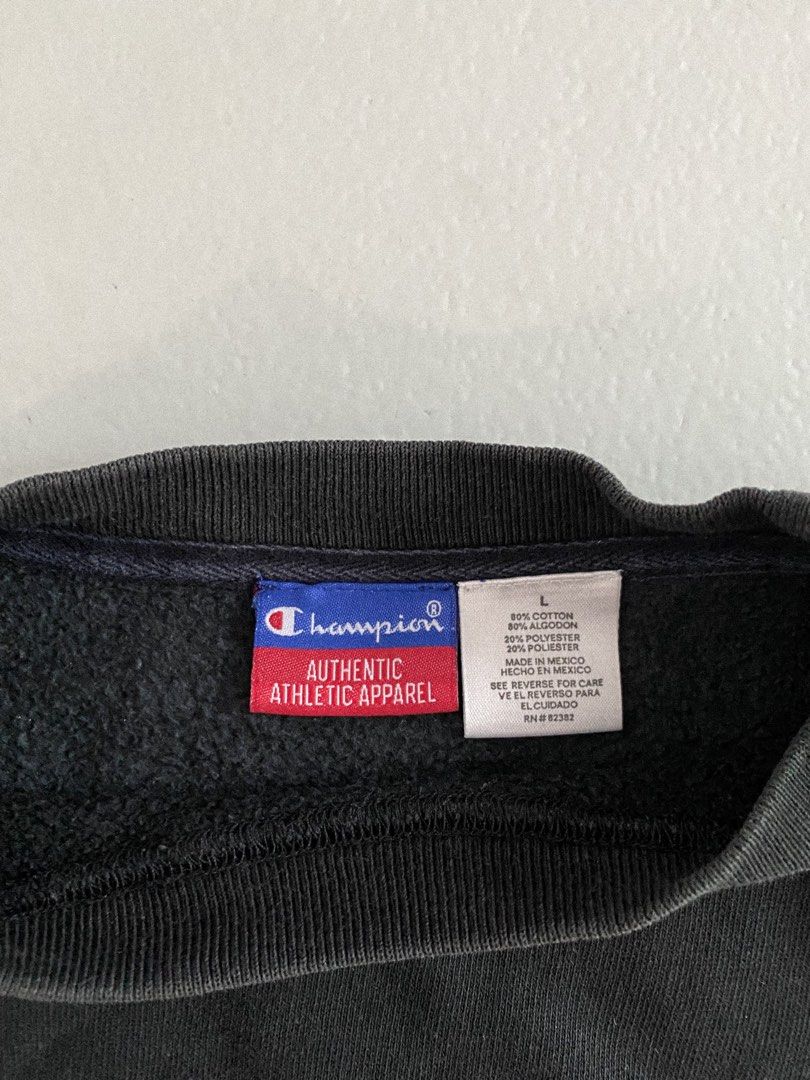 Champion®
AUTHENTIC
ATHLETIC APPAREL
L
80% COTTON
80% ALGODON
20% POLYESTER
20% POLIESTER
MADE IN MEXICO
HECHO EN MEXICO
SEE REVERSE FOR CARE
VE EL REVERSO PARA
EL CUIDADO
RN# 82382